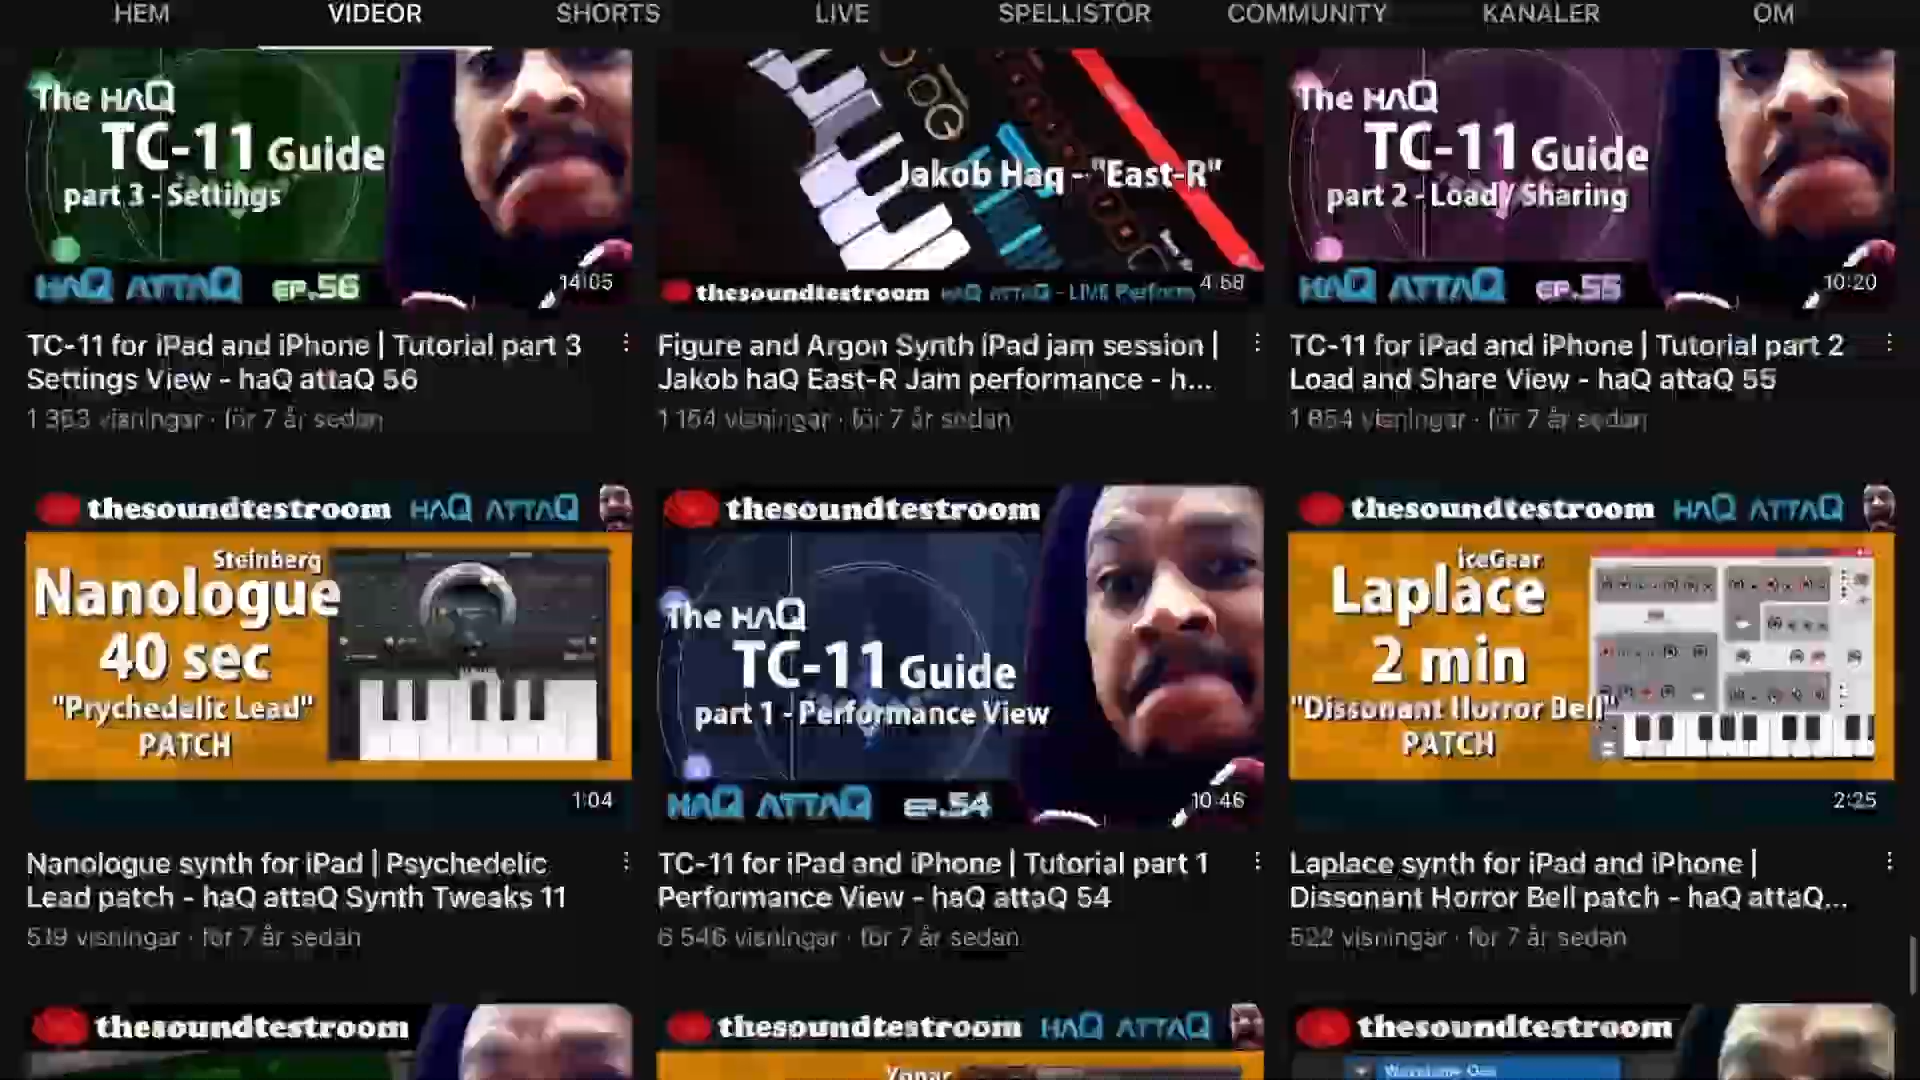 HEM VIDEOR SHORTS LIVE SPELLISTOR COMMUNITY KANALER OM
The HAQ
TC-11 Guide
part 3 - Settings
HAQ ATTAQ EP.56
14:05
TC-11 for iPad and iPhone | Tutorial part 3
Settings View - haQ attaQ 56
1 353 visningar · för 7 år sedan
Jakob Haq - "East-R"
thesoundtestroom HAQ ATTAQ - LIVE Perform
4:58
Figure and Argon Synth iPad jam session |
Jakob haQ East-R Jam performance - h...
1 164 visningar · för 7 år sedan
The HAQ
TC-11 Guide
part 2 - Load / Sharing
HAQ ATTAQ EP.55
10:20
TC-11 for iPad and iPhone | Tutorial part 2
Load and Share View - haQ attaQ 55
visningar · för 7 år sedan
thesoundtestroom HAQ ATTAQ
Steinberg
Nanologue
40 sec
"Prychedelic Lead"
PATCH
1:04
Nanologue synth for iPad | Psychedelic
Lead patch - haQ attaQ Synth Tweaks 11
519 visningar · för 7 år sedan
thesoundtestroom
The HAQ
TC-11 Guide
part 1 - Performance View
HAQ ATTAQ EP.54
10:46
TC-11 for iPad and iPhone | Tutorial part 1
Performance View - haQ attaQ 54
6 546 visningar · för 7 år sedan
thesoundtestroom HAQ ATTAQ
iceGear
Laplace
2 min
"Dissonant Horror Bell"
PATCH
2:25
Laplace synth for iPad and iPhone |
Dissonant Horror Bell patch - haQ attaQ...
522 visningar · för 7 år sedan
thesoundtestroom
thesoundtestroom HAQ ATTAQ
thesoundtestroom